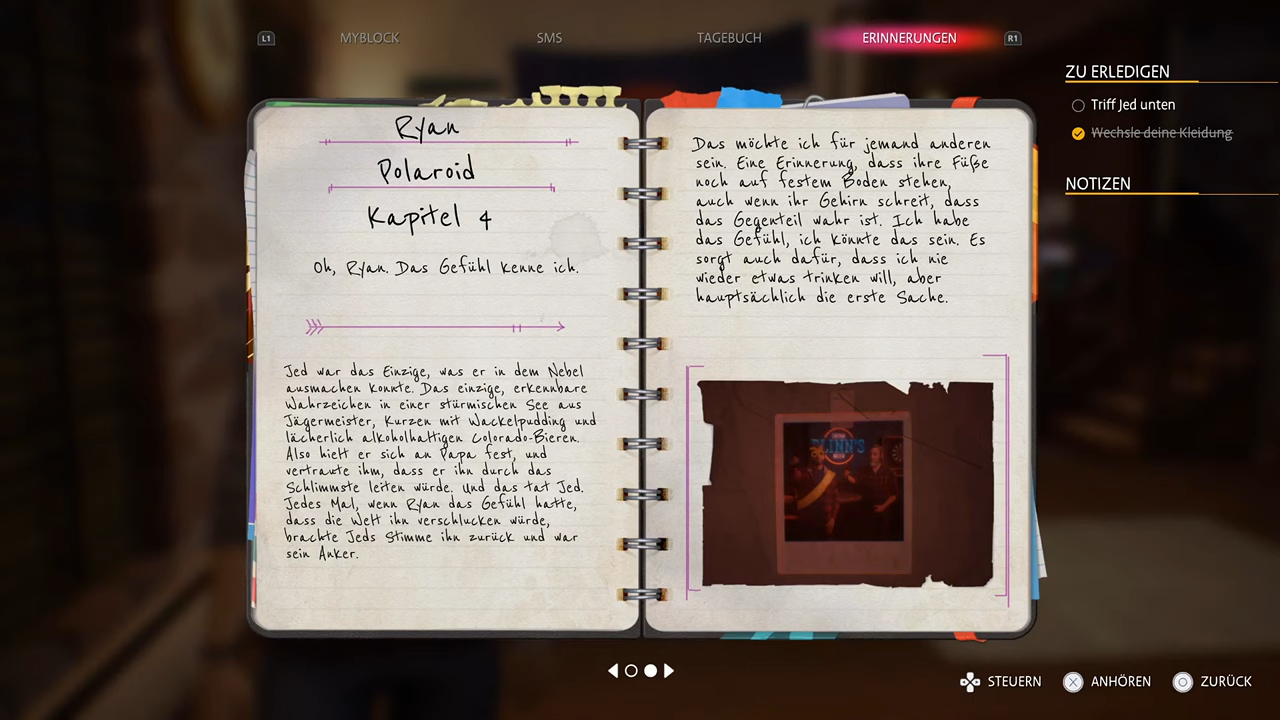 L1
MYBLOCK
SMS
TAGEBUCH
ERINNERUNGEN
R1
ZU ERLEDIGEN
Triff Jed unten
Wechsle deine Kleidung
NOTIZEN
Ryan
Polaroid
Kapitel 4
Oh, Ryan. Das Gefühl kenne ich.
Jed war das Einzige, was er in dem Nebel
ausmachen konnte. Das einzige, erkennbare
Wahrzeichen in einer stürmischen See aus
Jägermeister, Kurzen mit Wackelpudding und
lächerlich alkoholhaltigen Colorado-Bieren.
Also hielt er sich an Papa fest, und
vertraute ihm, dass er ihn durch das
Schlimmste leiten würde. Und das tat Jed.
Jedes Mal, wenn Ryan das Gefühl hatte,
dass die Welt ihn verschlucken würde,
brachte Jeds Stimme ihn zurück und war
sein Anker.
Das möchte ich für jemand anderen
sein. Eine Erinnerung, dass ihre Füße
noch auf festem Boden stehen,
auch wenn ihr Gehirn schreit, dass
das Gegenteil wahr ist. Ich habe
das Gefühl, ich könnte das sein. Es
sorgt auch dafür, dass ich nie
wieder etwas trinken will, aber
hauptsächlich die erste Sache.
STEUERN
ANHÖREN
ZURÜCK